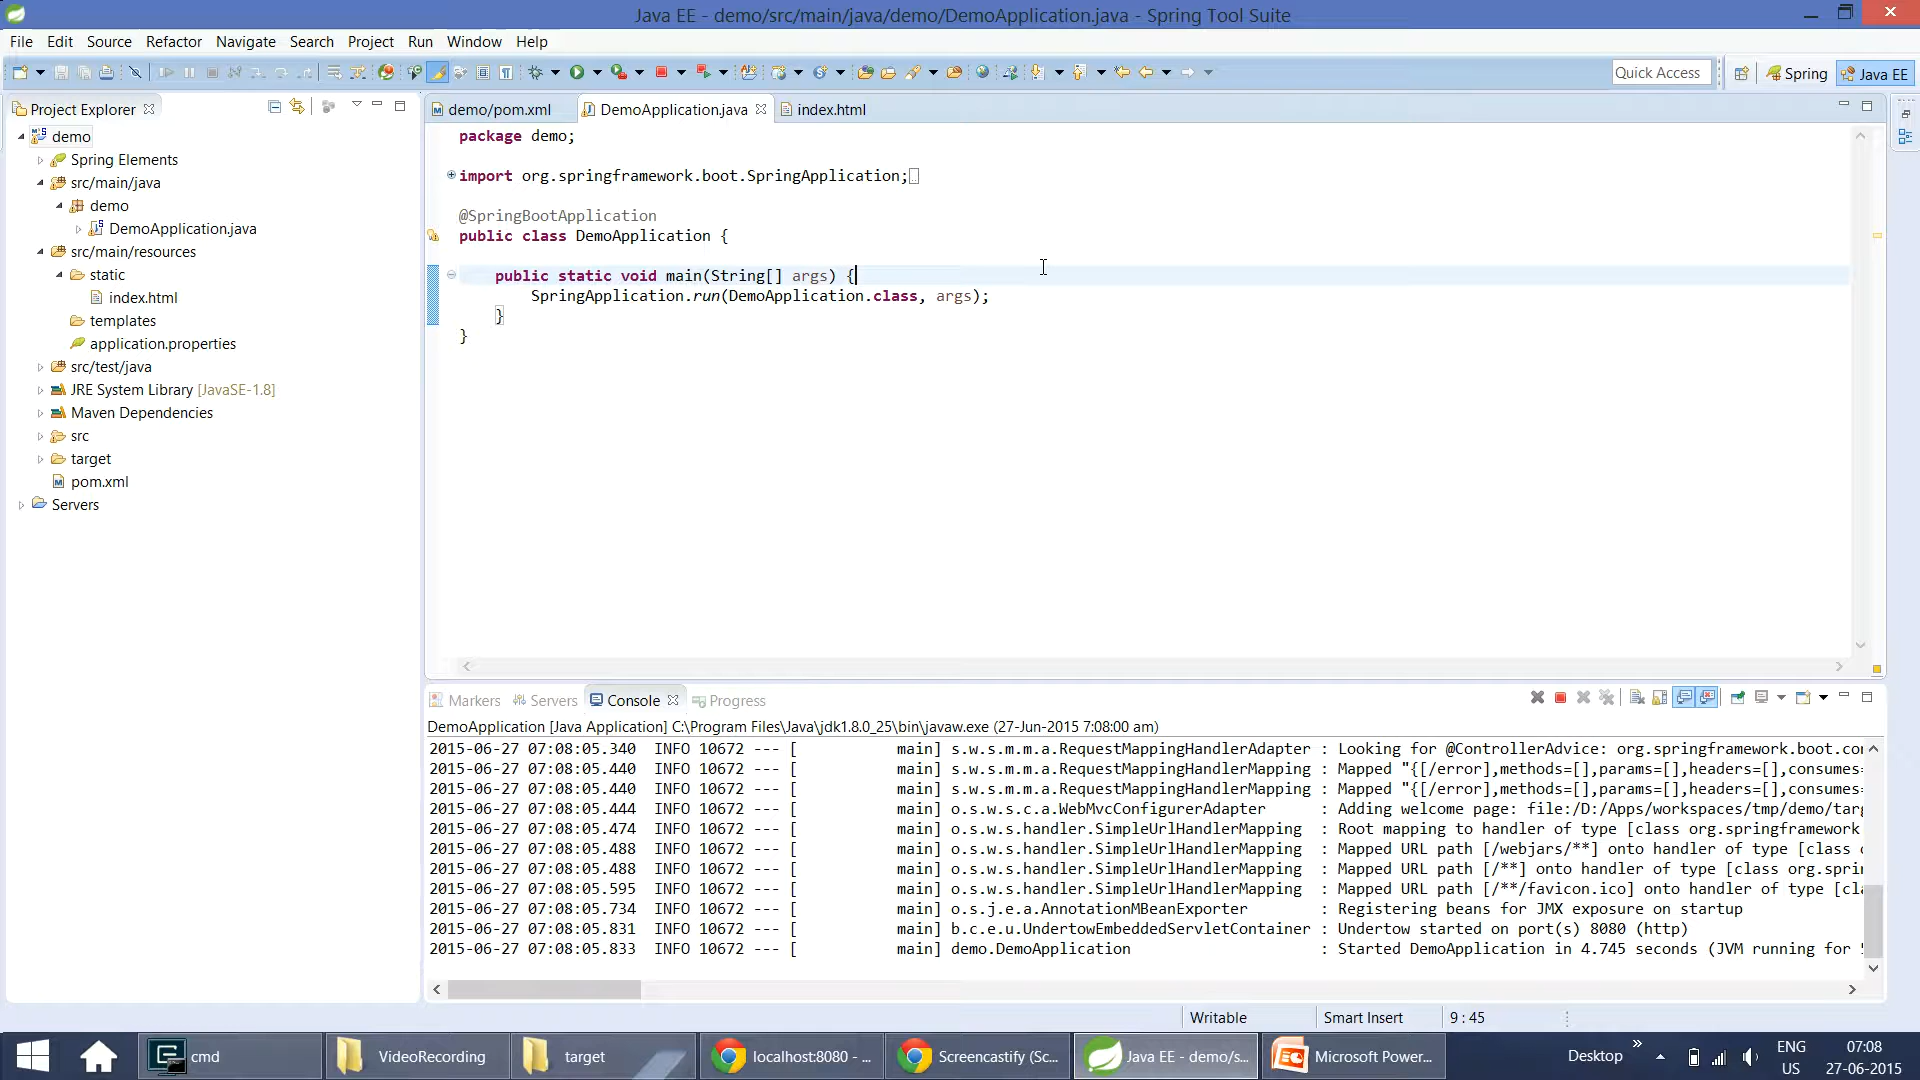 Java EE - demo/src/main/java/demo/DemoApplication.java - Spring Tool Suite
File Edit Source Refactor Navigate Search Project Run Window Help
Quick Access
Spring
Java EE
Project Explorer
demo
Spring Elements
src/main/java
demo
DemoApplication.java
src/main/resources
static
index.html
templates
application.properties
src/test/java
JRE System Library [JavaSE-1.8]
Maven Dependencies
src
target
pom.xml
Servers
demo/pom.xml
DemoApplication.java
index.html
package demo;
import org.springframework.boot.SpringApplication;
@SpringBootApplication
public class DemoApplication {
public static void main(String[] args) {
SpringApplication.run(DemoApplication.class, args);
}
}
Markers Servers Console Progress
DemoApplication [Java Application] C:\Program Files\Java\jdk1.8.0_25\bin\javaw.exe (27-Jun-2015 7:08:00 am)
2015-06-27 07:08:05.340 INFO 10672 --- [ main] s.w.s.m.m.a.RequestMappingHandlerAdapter : Looking for @ControllerAdvice: org.springframework.boot.con
2015-06-27 07:08:05.440 INFO 10672 --- [ main] s.w.s.m.m.a.RequestMappingHandlerMapping : Mapped "{[/error],methods=[],params=[],headers=[],consumes=
2015-06-27 07:08:05.440 INFO 10672 --- [ main] s.w.s.m.m.a.RequestMappingHandlerMapping : Mapped "{[/error],methods=[],params=[],headers=[],consumes=
2015-06-27 07:08:05.444 INFO 10672 --- [ main] o.s.w.s.c.a.WebMvcConfigurerAdapter : Adding welcome page: file:/D:/Apps/workspaces/tmp/demo/targ
2015-06-27 07:08:05.474 INFO 10672 --- [ main] o.s.w.s.handler.SimpleUrlHandlerMapping : Root mapping to handler of type [class org.springframework
2015-06-27 07:08:05.488 INFO 10672 --- [ main] o.s.w.s.handler.SimpleUrlHandlerMapping : Mapped URL path [/webjars/**] onto handler of type [class o
2015-06-27 07:08:05.488 INFO 10672 --- [ main] o.s.w.s.handler.SimpleUrlHandlerMapping : Mapped URL path [/**] onto handler of type [class org.sprin
2015-06-27 07:08:05.595 INFO 10672 --- [ main] o.s.w.s.handler.SimpleUrlHandlerMapping : Mapped URL path [/**/favicon.ico] onto handler of type [cla
2015-06-27 07:08:05.734 INFO 10672 --- [ main] o.s.j.e.a.AnnotationMBeanExporter : Registering beans for JMX exposure on startup
2015-06-27 07:08:05.831 INFO 10672 --- [ main] b.c.e.u.UndertowEmbeddedServletContainer : Undertow started on port(s) 8080 (http)
2015-06-27 07:08:05.833 INFO 10672 --- [ main] demo.DemoApplication : Started DemoApplication in 4.745 seconds (JVM running for
Writable
Smart Insert
9 : 45
cmd
VideoRecording
target
localhost:8080 - ...
Screencastify (Sc...
Java EE - demo/s...
Microsoft Power...
Desktop
ENG
US
07:08
27-06-2015